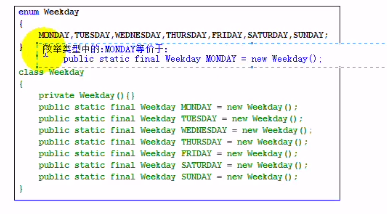 enum Weekday
{
MONDAY,TUESDAY,WEDNESDAY,THURSDAY,FRIDAY,SATURDAY,SUNDAY;
} 枚举类型中的:MONDAY等价于:
public static final Weekday MONDAY = new Weekday();
class Weekday
{
private Weekday(){}
public static final Weekday MONDAY = new Weekday();
public static final Weekday TUESDAY = new Weekday();
public static final Weekday WEDNESDAY = new Weekday();
public static final Weekday THURSDAY = new Weekday();
public static final Weekday FRIDAY = new Weekday();
public static final Weekday SATURDAY = new Weekday();
public static final Weekday SUNDAY = new Weekday();
}